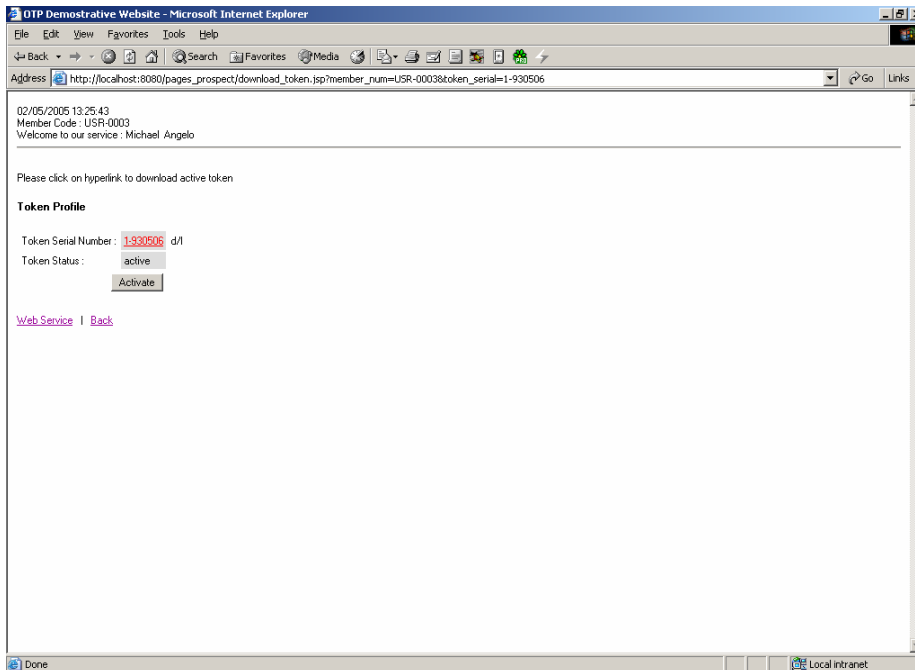 OTP Demostrative Website - Microsoft Internet Explorer
File Edit View Favorites Tools Help
Back Search Favorites Media
Address http://localhost:8080/pages_prospect/download_token.jsp?member_num=USR-0003&token_serial=1-930506 Go Links
02/05/2005 13:25:43
Member Code : USR-0003
Welcome to our service : Michael Angelo
Please click on hyperlink to download active token
Token Profile
Token Serial Number : 1-930506 d/l
Token Status : active
Activate
Web Service | Back
Done Local intranet